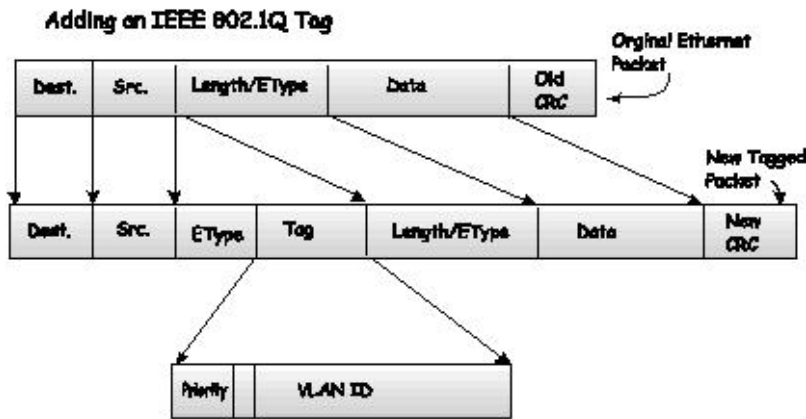 Adding an IEEE 802.1Q Tag
Orginal Ethernet
Packet
Dest. Src. Length/EType Data Old
CRC
New Tagged
Packet
Dest. Src. EType Tag Length/EType Data New
CRC
Priority VLAN ID